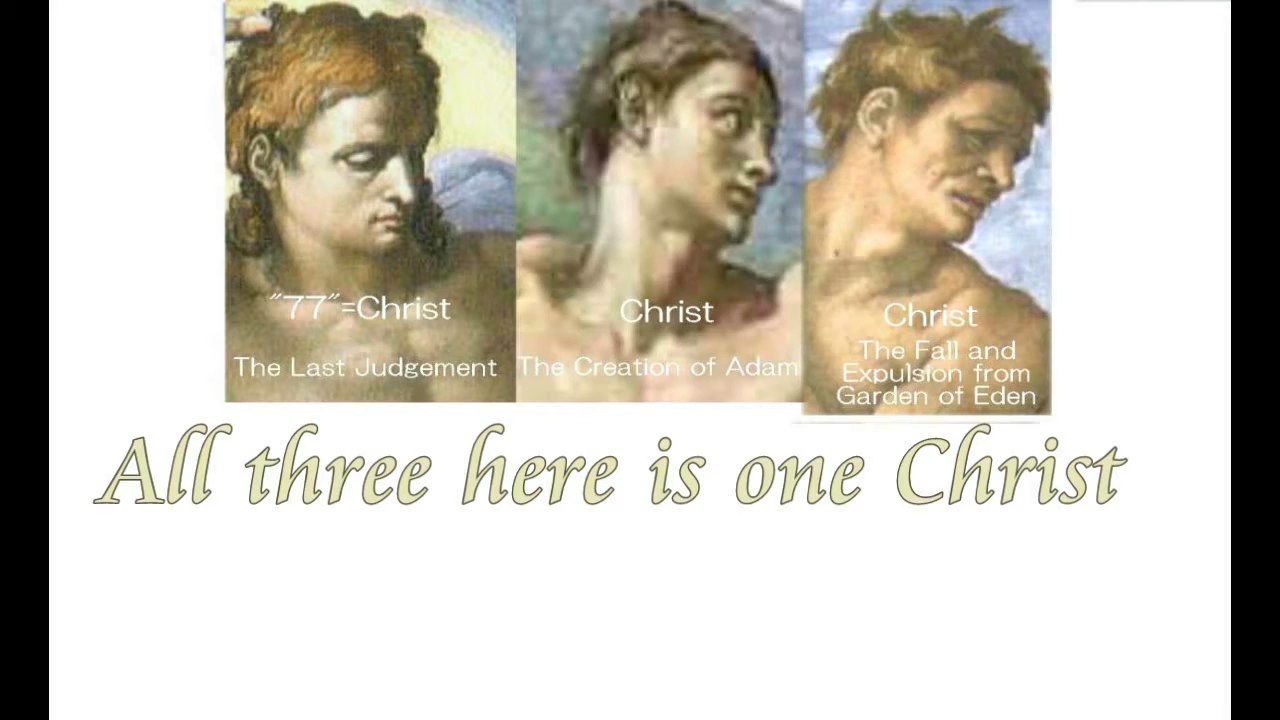 "77"=Christ
The Last Judgement
Christ
The Creation of Adam
Christ
The Fall and
Expulsion from
Garden of Eden
All three here is one Christ